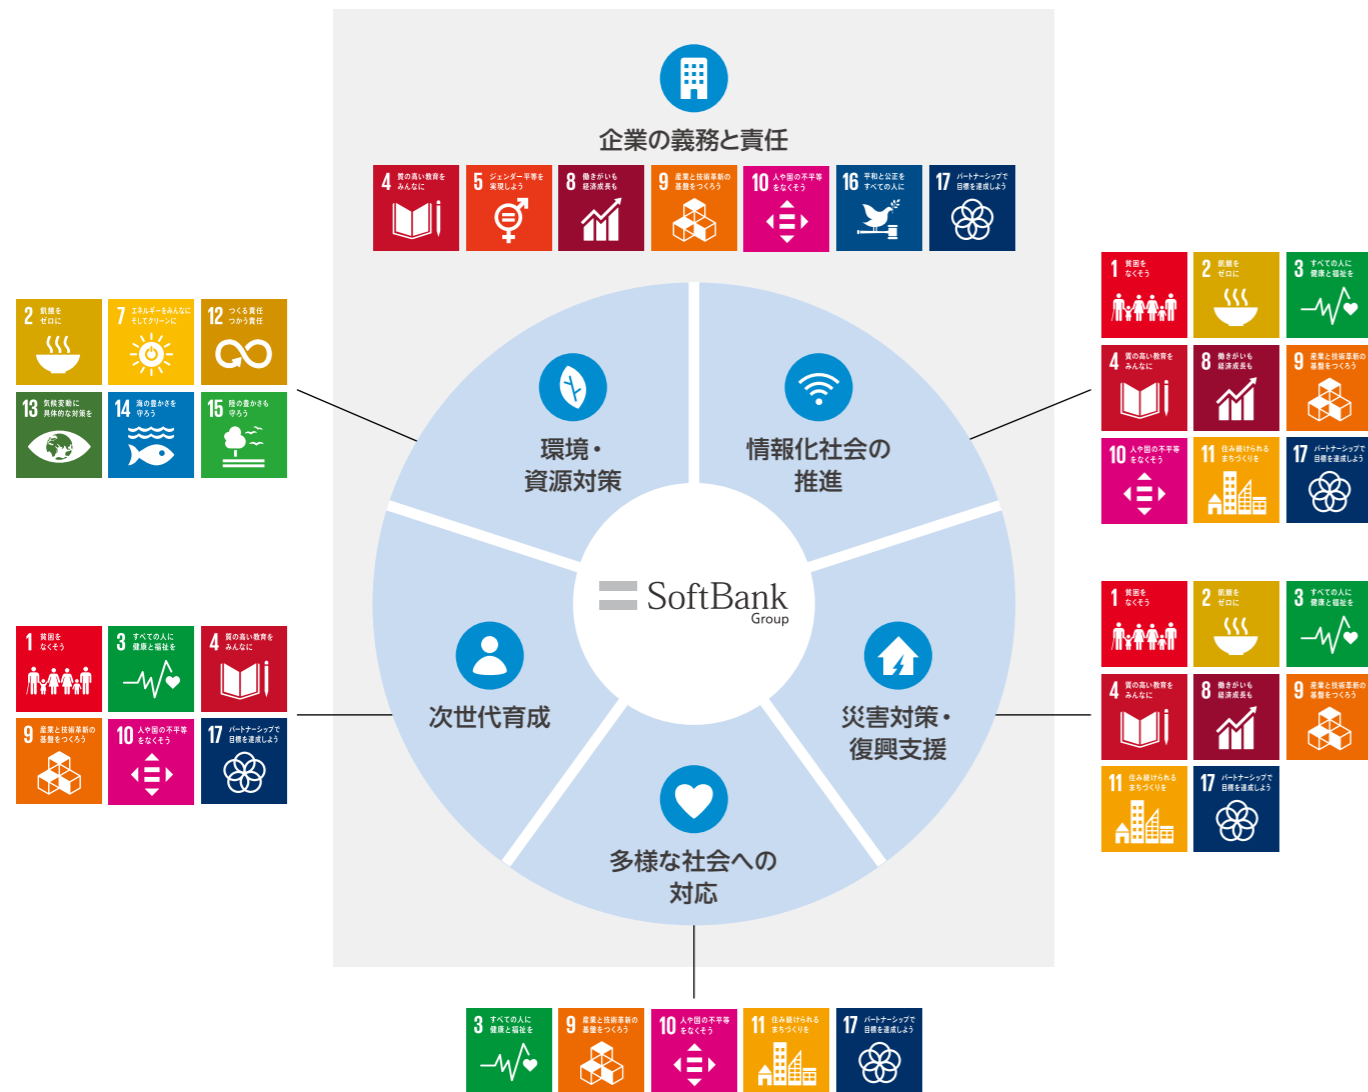 企業の義務と責任
4 質の高い教育を
みんなに
5 ジェンダー平等を
実現しよう
8 働きがいも
経済成長も
9 産業と技術革新の
基盤をつくろう
10 人や国の不平等
をなくそう
16 平和と公正を
すべての人に
17 パートナーシップで
目標を達成しよう
2 飢餓を
ゼロに
7 エネルギーをみんなに
そしてクリーンに
12 つくる責任
つかう責任
13 気候変動に
具体的な対策を
14 海の豊かさを
守ろう
15 陸の豊かさも
守ろう
環境・
資源対策
情報化社会の
推進
1 貧困を
なくそう
2 飢餓を
ゼロに
3 すべての人に
健康と福祉を
4 質の高い教育を
みんなに
8 働きがいも
経済成長も
9 産業と技術革新の
基盤をつくろう
10 人や国の不平等
をなくそう
11 住み続けられる
まちづくりを
17 パートナーシップで
目標を達成しよう
SoftBank
Group
1 貧困を
なくそう
3 すべての人に
健康と福祉を
4 質の高い教育を
みんなに
9 産業と技術革新の
基盤をつくろう
10 人や国の不平等
をなくそう
17 パートナーシップで
目標を達成しよう
次世代育成
災害対策・
復興支援
1 貧困を
なくそう
2 飢餓を
ゼロに
3 すべての人に
健康と福祉を
4 質の高い教育を
みんなに
8 働きがいも
経済成長も
9 産業と技術革新の
基盤をつくろう
11 住み続けられる
まちづくりを
17 パートナーシップで
目標を達成しよう
多様な社会への
対応
3 すべての人に
健康と福祉を
9 産業と技術革新の
基盤をつくろう
10 人や国の不平等
をなくそう
11 住み続けられる
まちづくりを
17 パートナーシップで
目標を達成しよう